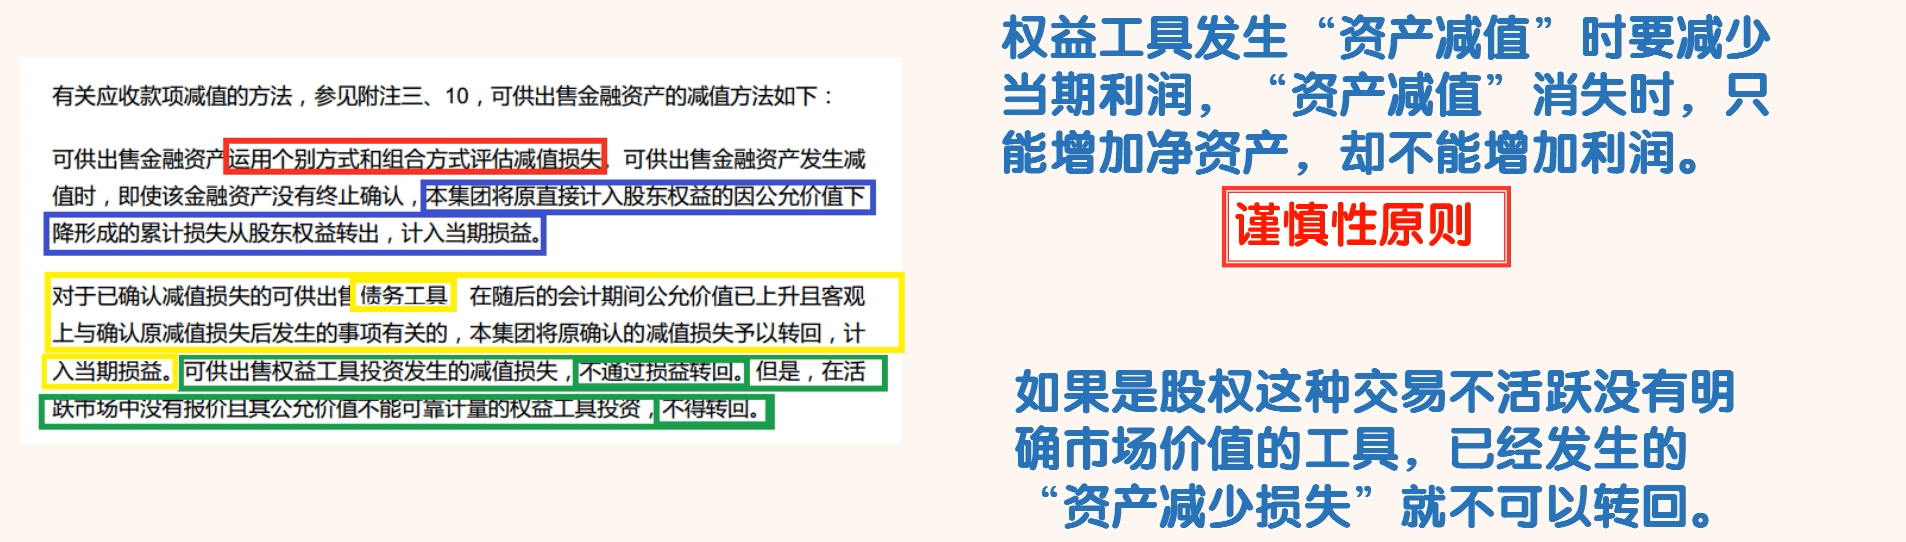 有关应收款项减值的方法，参见附注三、10，可供出售金融资产的减值方法如下：
可供出售金融资产运用个别方式和组合方式评估减值损失。可供出售金融资产发生减
值时，即使该金融资产没有终止确认，本集团将原直接计入股东权益的因公允价值下
降形成的累计损失从股东权益转出，计入当期损益。
对于已确认减值损失的可供出售债务工具 在随后的会计期间公允价值已上升且客观
上与确认原减值损失后发生的事项有关的，本集团将原确认的减值损失予以转回，计
入当期损益。可供出售权益工具投资发生的减值损失，不通过损益转回。但是，在活
跃市场中没有报价且其公允价值不能可靠计量的权益工具投资，不得转回。
权益工具发生“资产减值”时要减少
当期利润，“资产减值”消失时，只
能增加净资产，却不能增加利润。
谨慎性原则
如果是股权这种交易不活跃没有明
确市场价值的工具，已经发生的
“资产减少损失”就不可以转回。